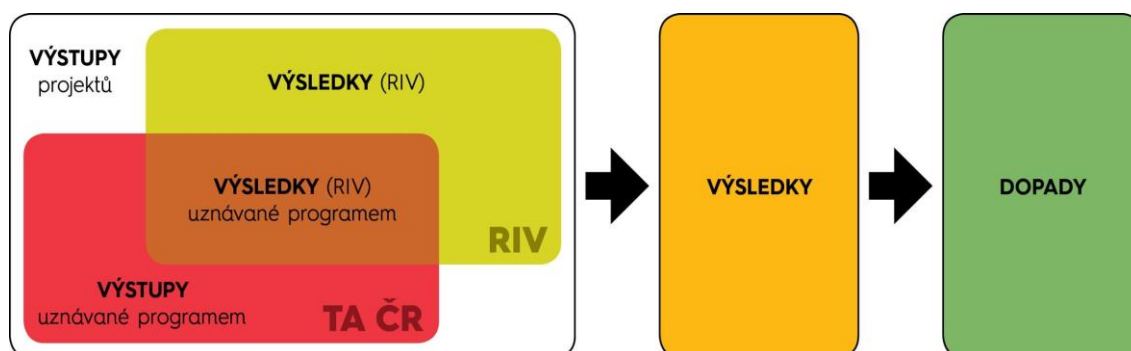 VÝSTUPY
projektů
VÝSLEDKY (RIV)
VÝSLEDKY (RIV)
uznávané programem
RIV
VÝSTUPY
uznávané programem
TA ČR
VÝSLEDKY
DOPADY